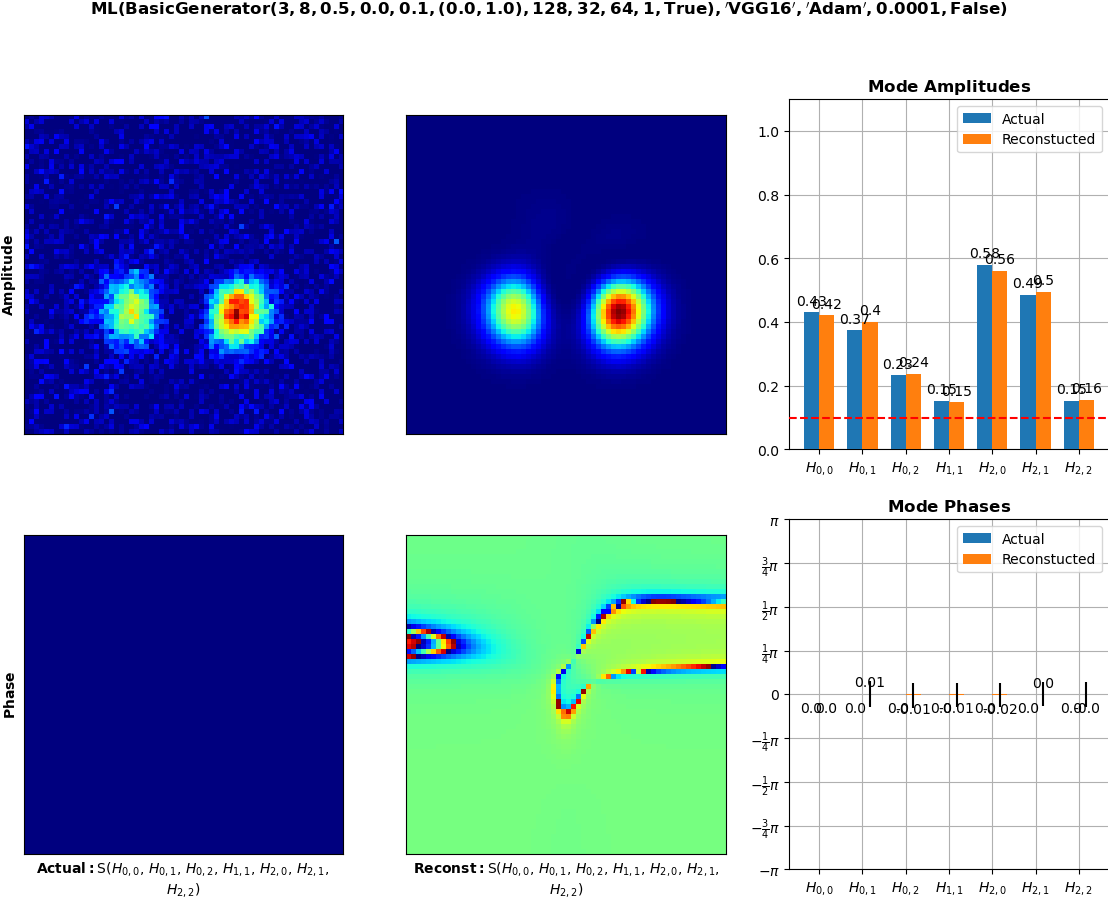 ML(BasicGenerator(3, 8, 0.5, 0.0, 0.1, (0.0, 1.0), 128, 32, 64, 1, True), ′VGG16′, ′Adam′, 0.0001, False)
Mode Amplitudes
Actual
Reconstucted
1.0
0.8
0.6
0.4
0.2
0.0
0.43
0.42
0.37
0.4
0.23
0.24
0.15
0.15
0.58
0.56
0.49
0.5
0.15
0.16
H0, 0
H0, 1
H0, 2
H1, 1
H2, 0
H2, 1
H2, 2
Amplitude
Mode Phases
Actual
Reconstucted
π
3/4π
1/2π
1/4π
0
−1/4π
−1/2π
−3/4π
−π
0.0
0.0
0.0
0.01
0.0
-0.01
-0.01
-0.02
0.0
0.0
0.0
0.0
H0, 0
H0, 1
H0, 2
H1, 1
H2, 0
H2, 1
H2, 2
Phase
Actual: S(H0, 0, H0, 1, H0, 2, H1, 1, H2, 0, H2, 1,
H2, 2)
Reconst: S(H0, 0, H0, 1, H0, 2, H1, 1, H2, 0, H2, 1,
H2, 2)